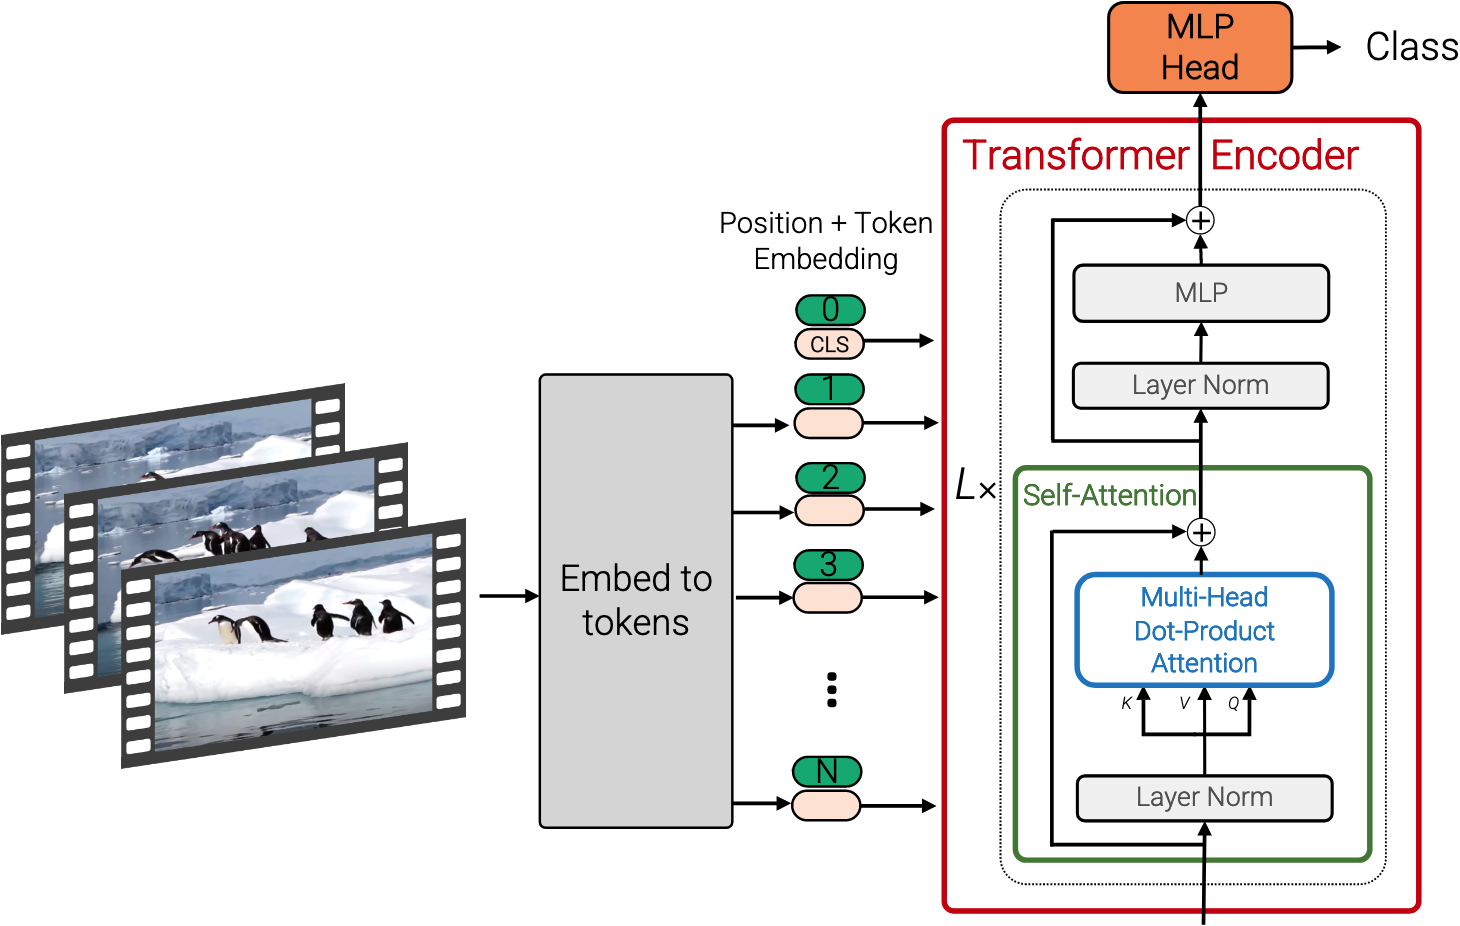 MLP
Head
Class
Transformer Encoder
Position + Token
Embedding
0
CLS
1
2
3
N
Embed to
tokens
L×
MLP
Layer Norm
Self-Attention
Multi-Head
Dot-Product
Attention
K V Q
Layer Norm